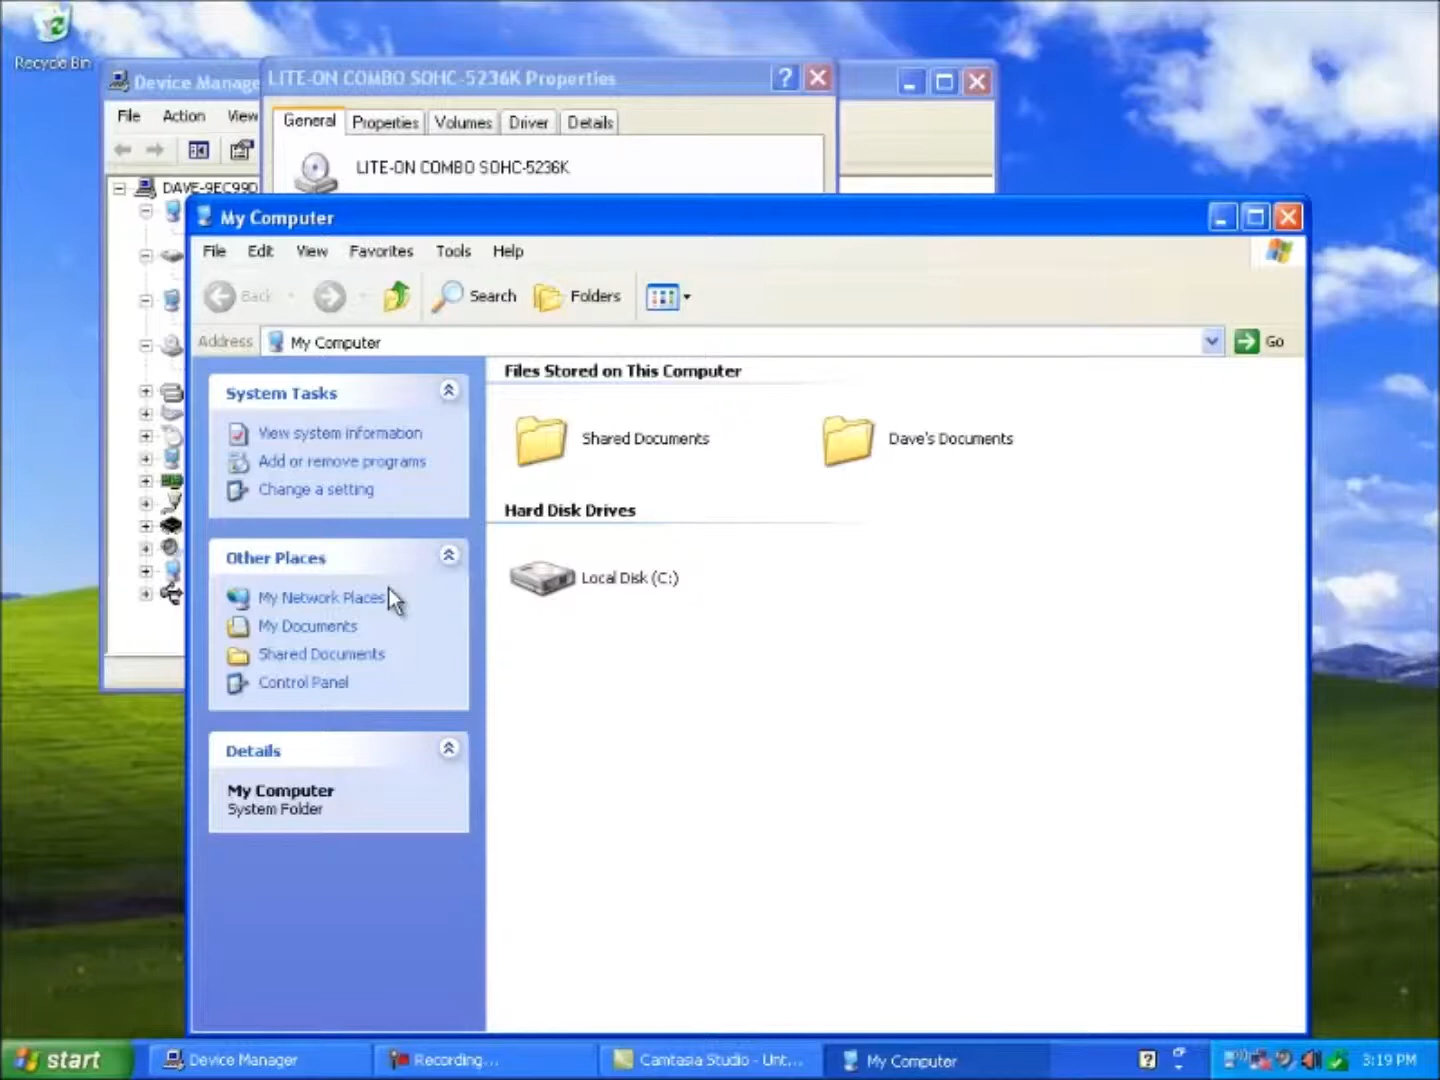 Recycle Bin
Device Manage
LITE-ON COMBO SOHC-5236K Properties
File Action View
General Properties Volumes Driver Details
LITE-ON COMBO SOHC-5236K
DAVE-9EC99D
My Computer
File Edit View Favorites Tools Help
Back Search Folders
Address My Computer Go
System Tasks
View system information
Add or remove programs
Change a setting
Other Places
My Network Places
My Documents
Shared Documents
Control Panel
Details
My Computer
System Folder
Files Stored on This Computer
Shared Documents Dave's Documents
Hard Disk Drives
Local Disk (C:)
start Device Manager Recording... Camtasia Studio - Unt... My Computer 3:19 PM